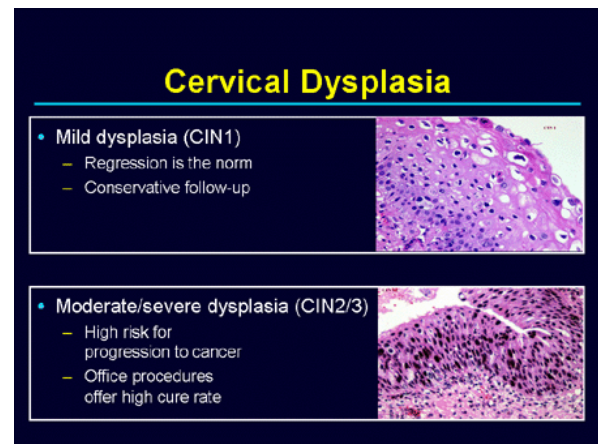 Cervical Dysplasia
• Mild dysplasia (CIN1)
– Regression is the norm
– Conservative follow-up
• Moderate/severe dysplasia (CIN2/3)
– High risk for
progression to cancer
– Office procedures
offer high cure rate